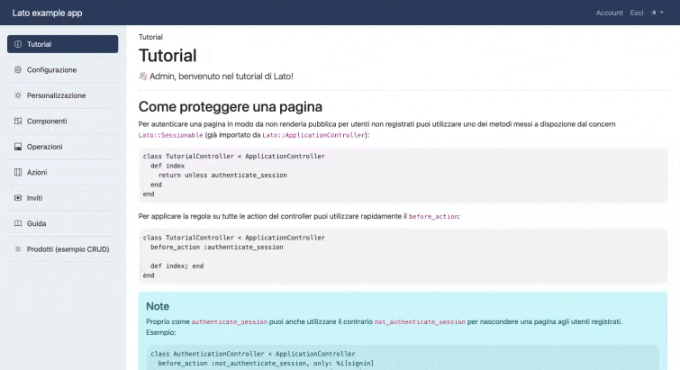 Lato example app
Account Esci
Tutorial
Configurazione
Personalizzazione
Componenti
Operazioni
Azioni
Inviti
Guida
Prodotti (esempio CRUD)
Tutorial
Tutorial
👋🏻 Admin, benvenuto nel tutorial di Lato!
Come proteggere una pagina
Per autenticare una pagina in modo da non renderla pubblica per utenti non registrati puoi utilizzare uno dei metodi messi a dispozione dal concern
Lato::Sessionable (già importato da Lato::ApplicationController):
class TutorialController < ApplicationController
def index
return unless authenticate_session
end
end
Per applicare la regola su tutte le action del controller puoi utilizzare rapidamente il before_action:
class TutorialController < ApplicationController
before_action :authenticate_session
def index; end
end
Note
Proprio come authenticate_session puoi anche utilizzare il contrario not_authenticate_session per nascondere una pagina agli utenti registrati.
Esempio:
class AuthenticationController < ApplicationController
before_action :not_authenticate_session, only: %i[signin]